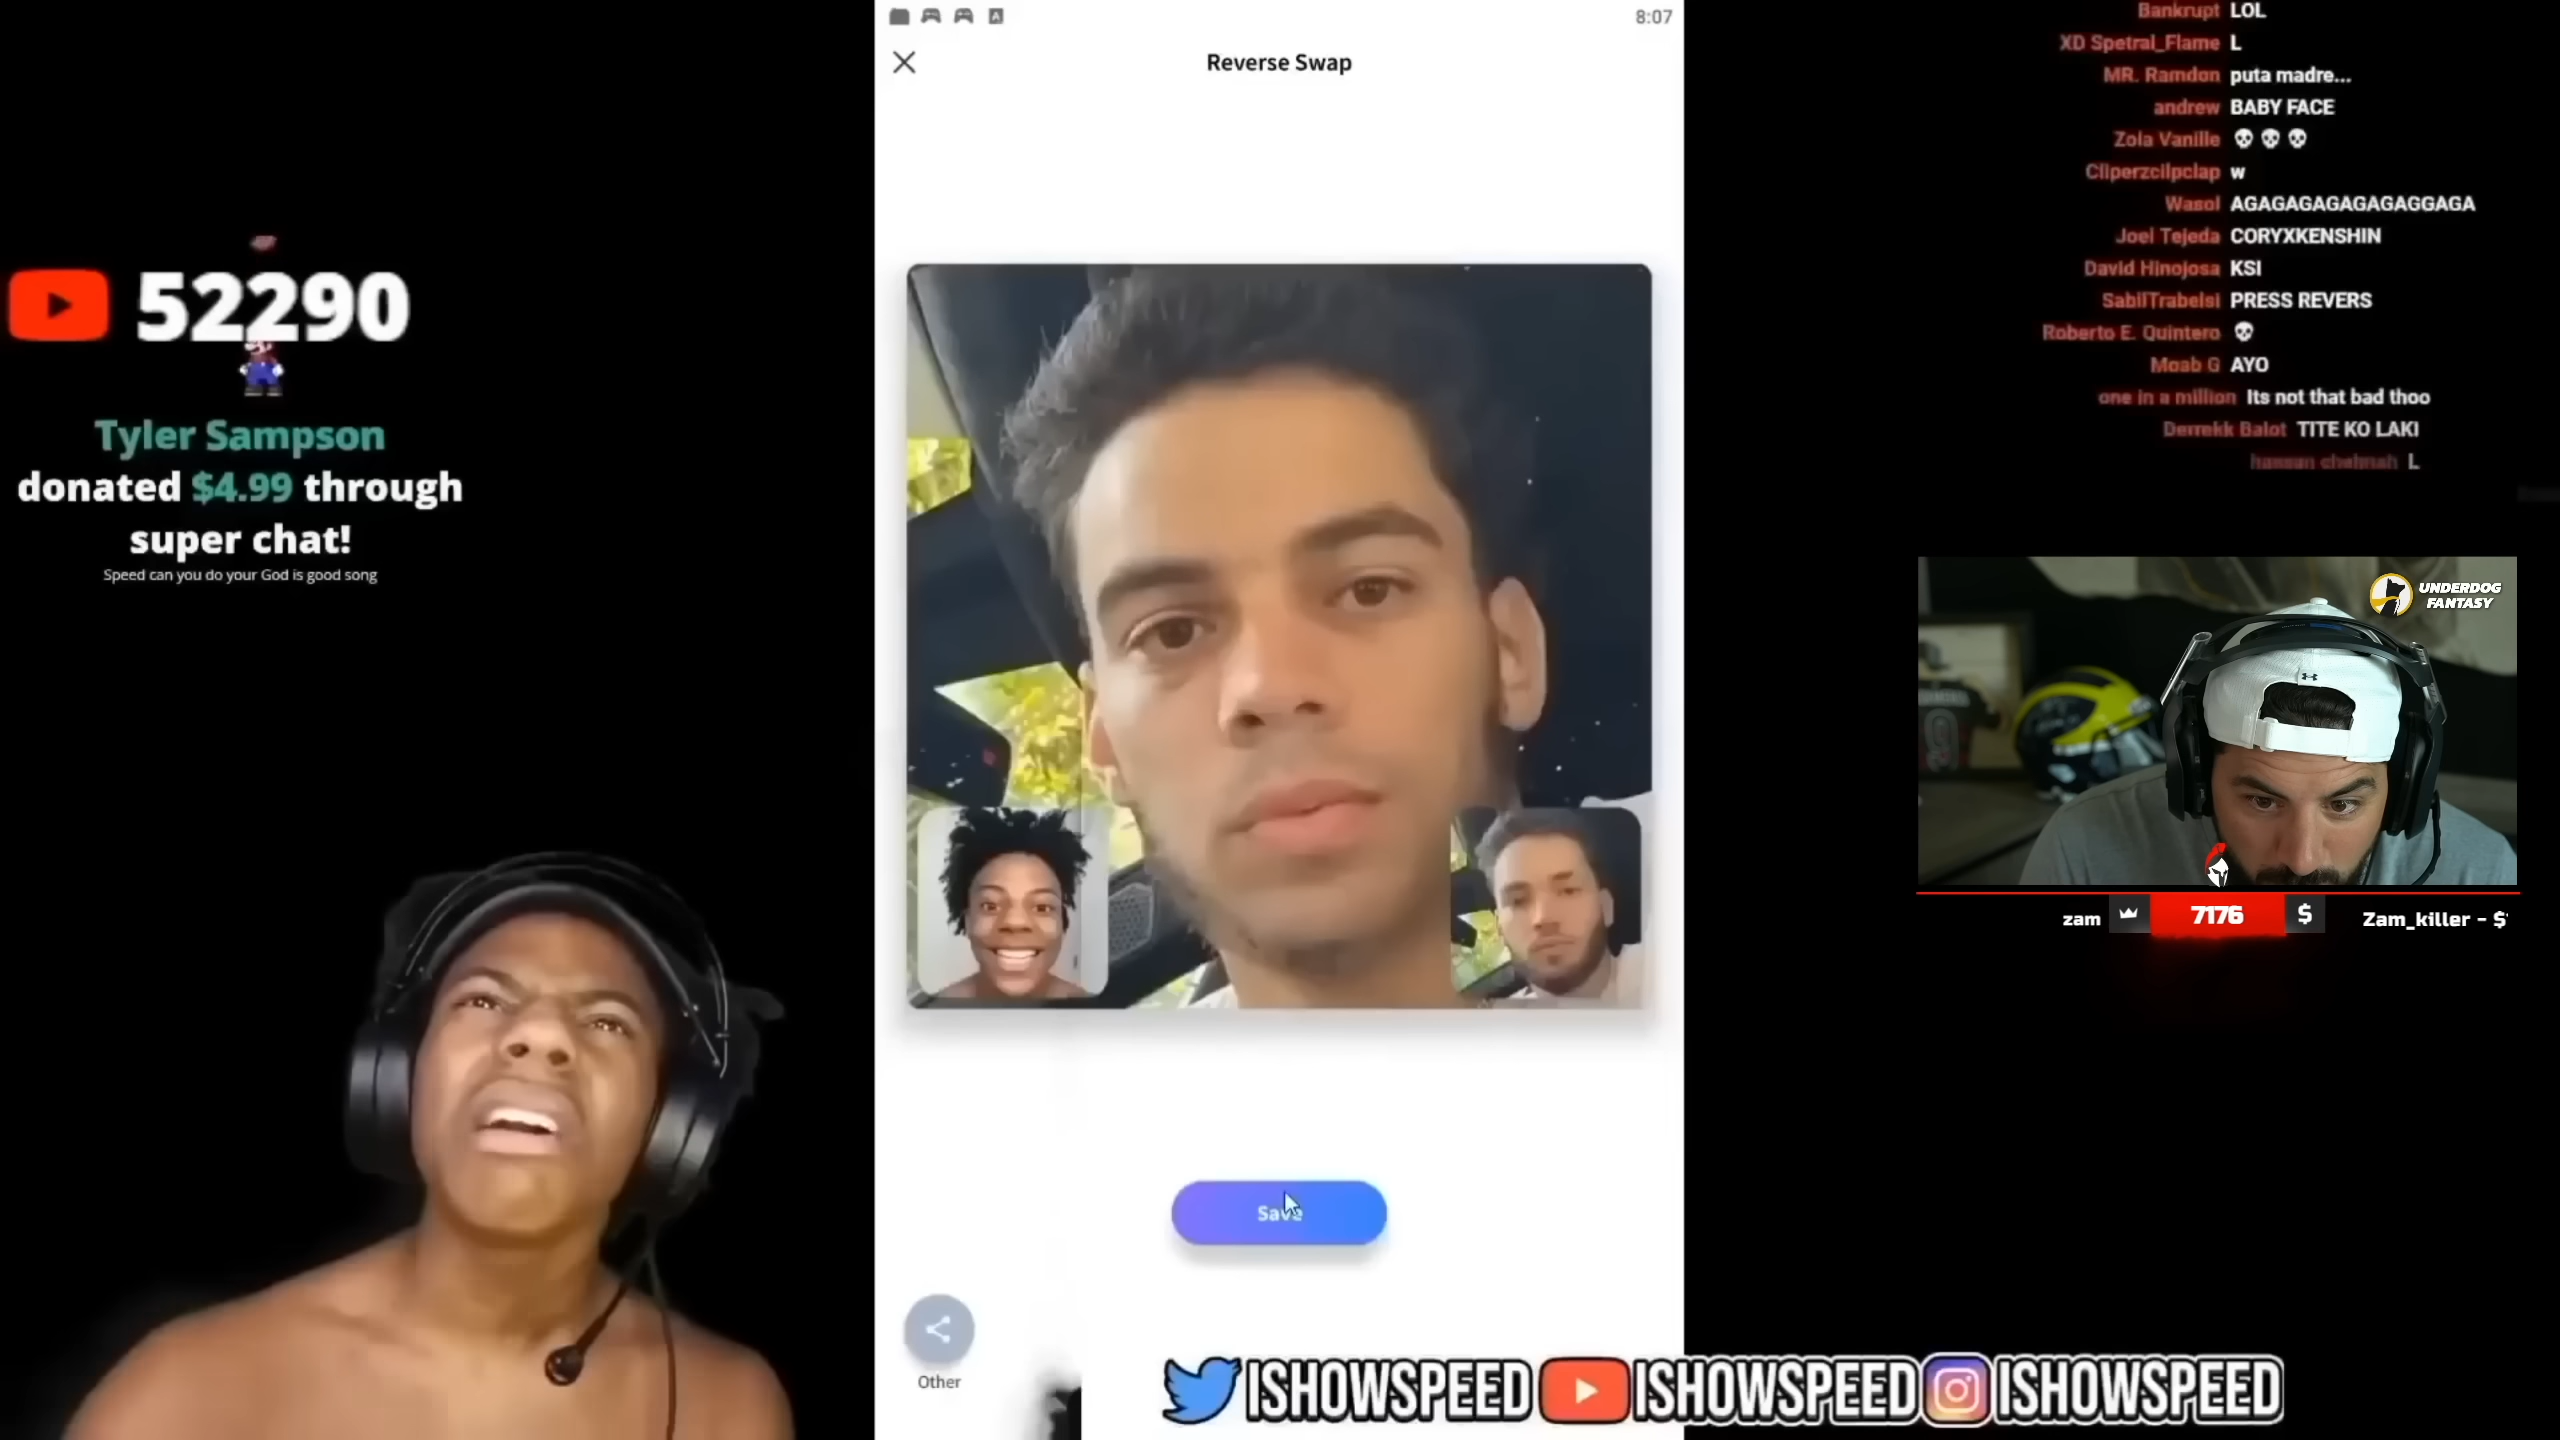 8:07
Reverse Swap
52290
Tyler Sampson
donated $4.99 through
super chat!
Speed can you do your God is good song
Save
Other
Bankrupt LOL
XD Spetral_Flame L
MR. Ramdon puta madre...
andrew BABY FACE
Zola Vanille 💀💀💀
Cliperzcilpclap w
Wasol AGAGAGAGAGAGAGGAGA
Joel Tejeda CORYXKENSHIN
David Hinojosa KSI
SabilTrabelsi PRESS REVERS
Roberto E. Quintero 💀
Moab G AYO
one in a million Its not that bad thoo
Derrekk Balot TITE KO LAKI
hassan chelmah L
UNDERDOG
FANTASY
zam 7176 $ Zam_killer - $
ISHOWSPEED ISHOWSPEED ISHOWSPEED